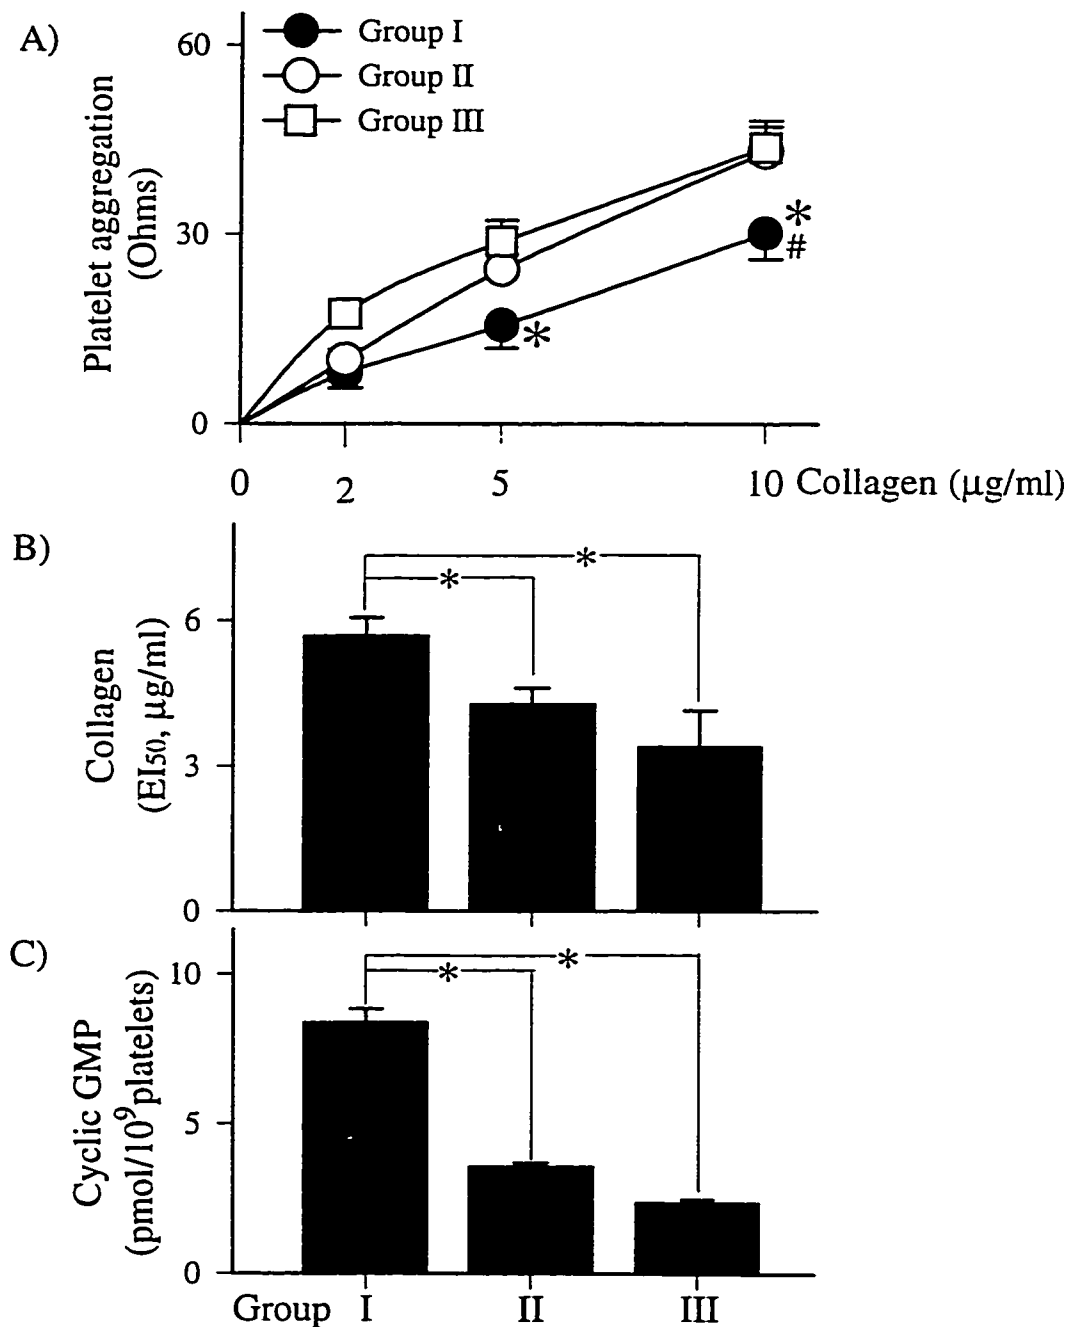 A)
60
30
0
Platelet aggregation
(Ohms)
Group I
Group II
Group III
*
*
#
0 2 5 10 Collagen (μg/ml)
B)
Collagen
(EI50, μg/ml)
6
3
0
*
*
C)
Cyclic GMP
(pmol/10⁹platelets)
10
5
0
*
*
Group I II III